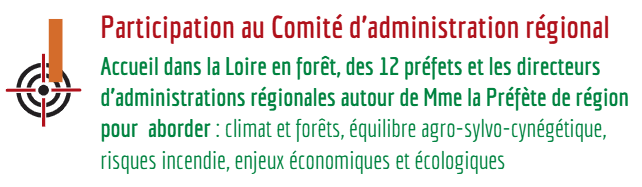 Participation au Comité d'administration régional
Accueil dans la Loire en forêt, des 12 préfets et les directeurs
d'administrations régionales autour de Mme la Préfète de région
pour aborder : climat et forêts, équilibre agro-sylvo-cynégétique,
risques incendie, enjeux économiques et écologiques